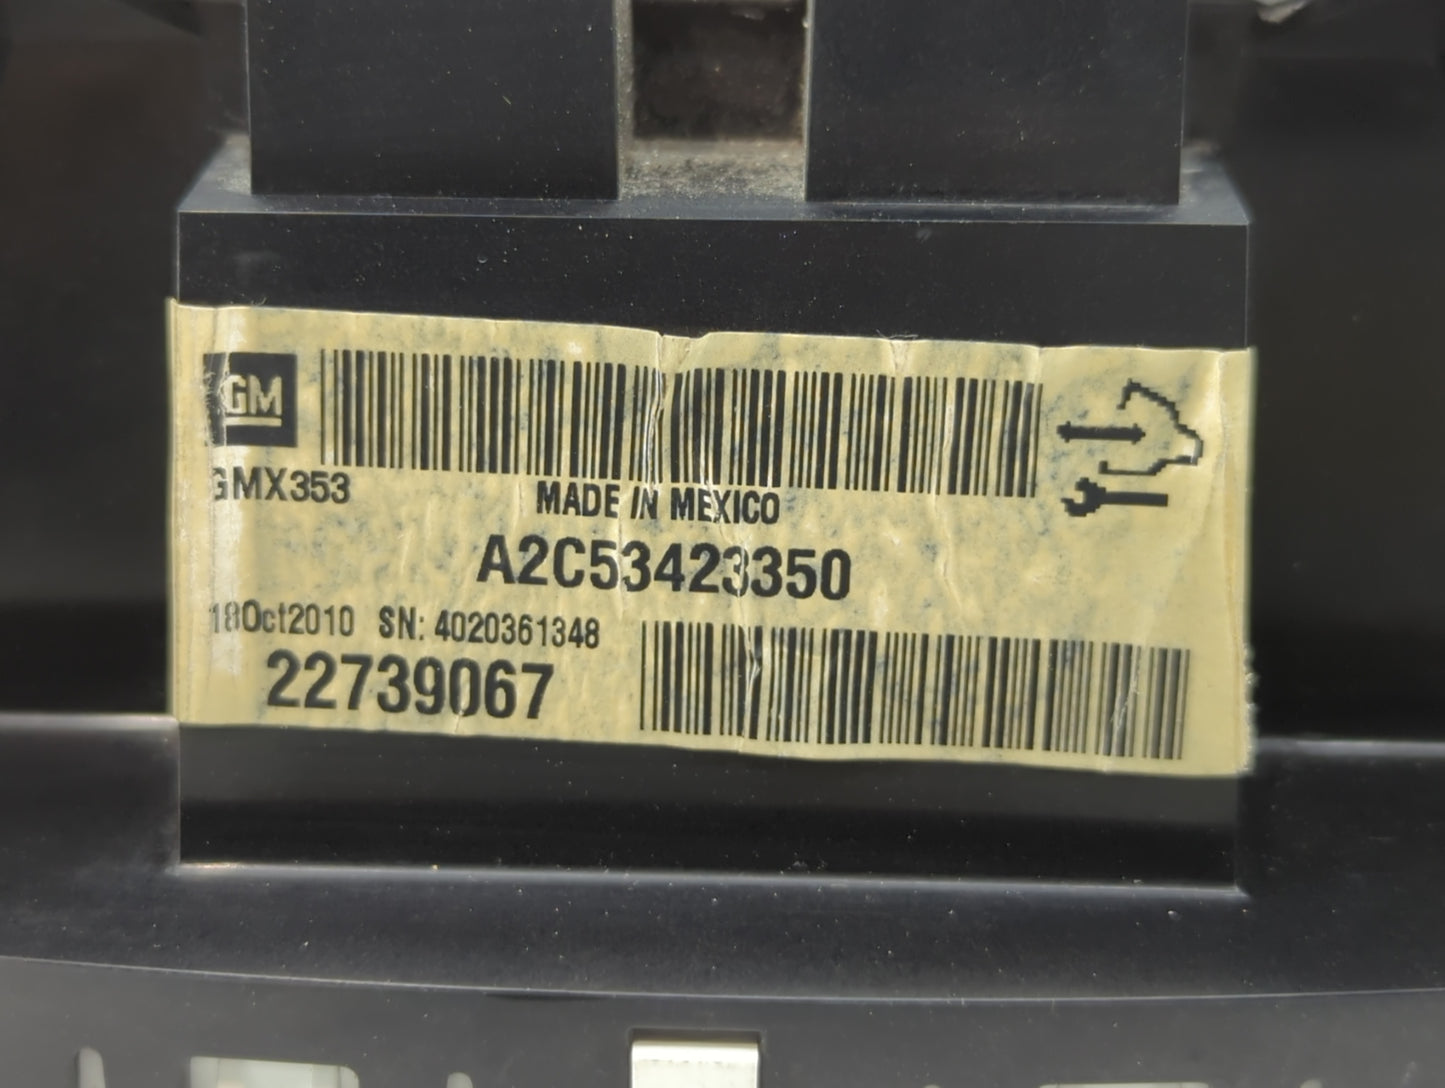 GM
GMX353
MADE IN MEXICO
A2C53423350
18Oct2010 SN: 4020361348
22739067